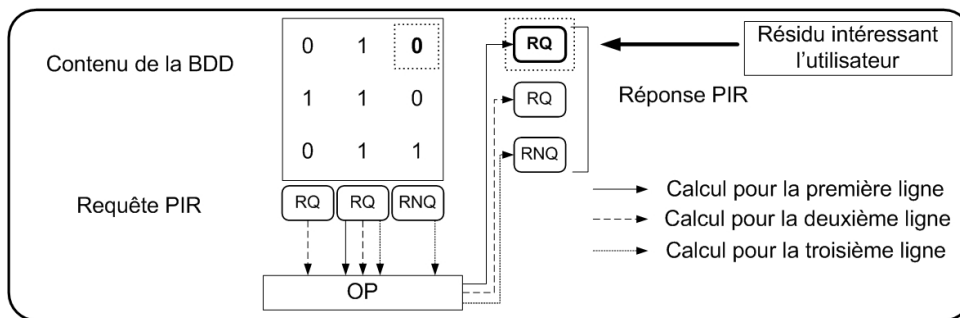 Contenu de la BDD
0 1 0
1 1 0
0 1 1
RQ
RQ
RNQ
Résidu intéressant
l'utilisateur
Réponse PIR
Requête PIR
RQ RQ RNQ
OP
Calcul pour la première ligne
Calcul pour la deuxième ligne
Calcul pour la troisième ligne